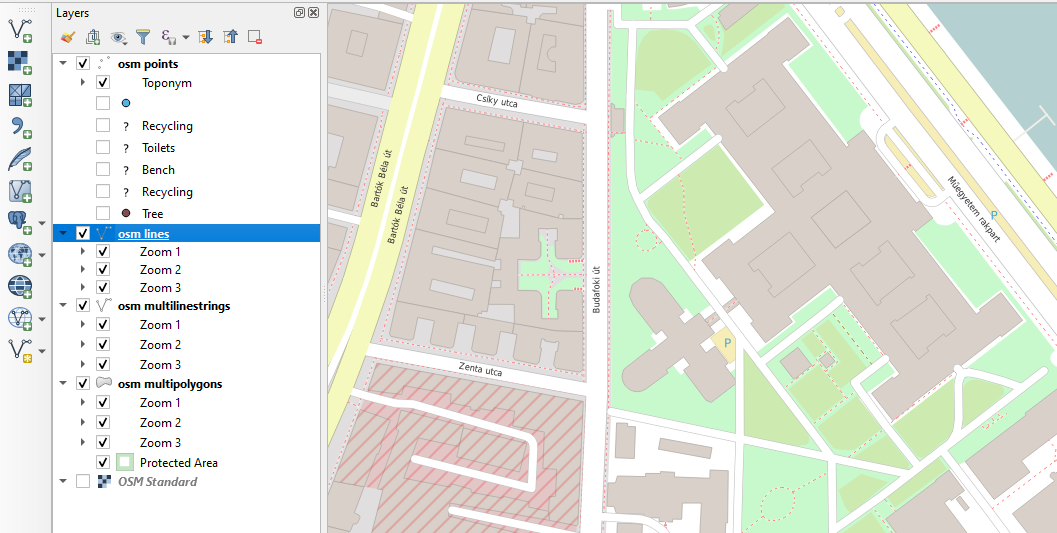 Layers
osm points
Toponym
? Recycling
? Toilets
? Bench
? Recycling
Tree
osm lines
Zoom 1
Zoom 2
Zoom 3
osm multilinestrings
Zoom 1
Zoom 2
Zoom 3
osm multipolygons
Zoom 1
Zoom 2
Zoom 3
Protected Area
OSM Standard
Csíky utca
Bartók Béla út
Bartók Béla út
Műegyetem rakpart
P
Budafoki út
P
Zenta utca